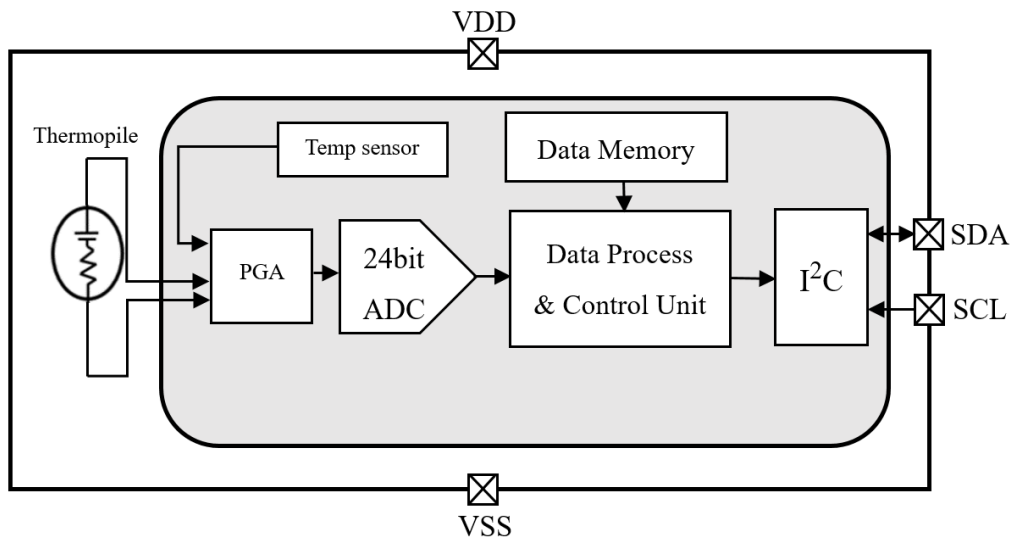 VDD
Thermopile
Temp sensor
Data Memory
PGA
24bit
ADC
Data Process
& Control Unit
I²C
SDA
SCL
VSS